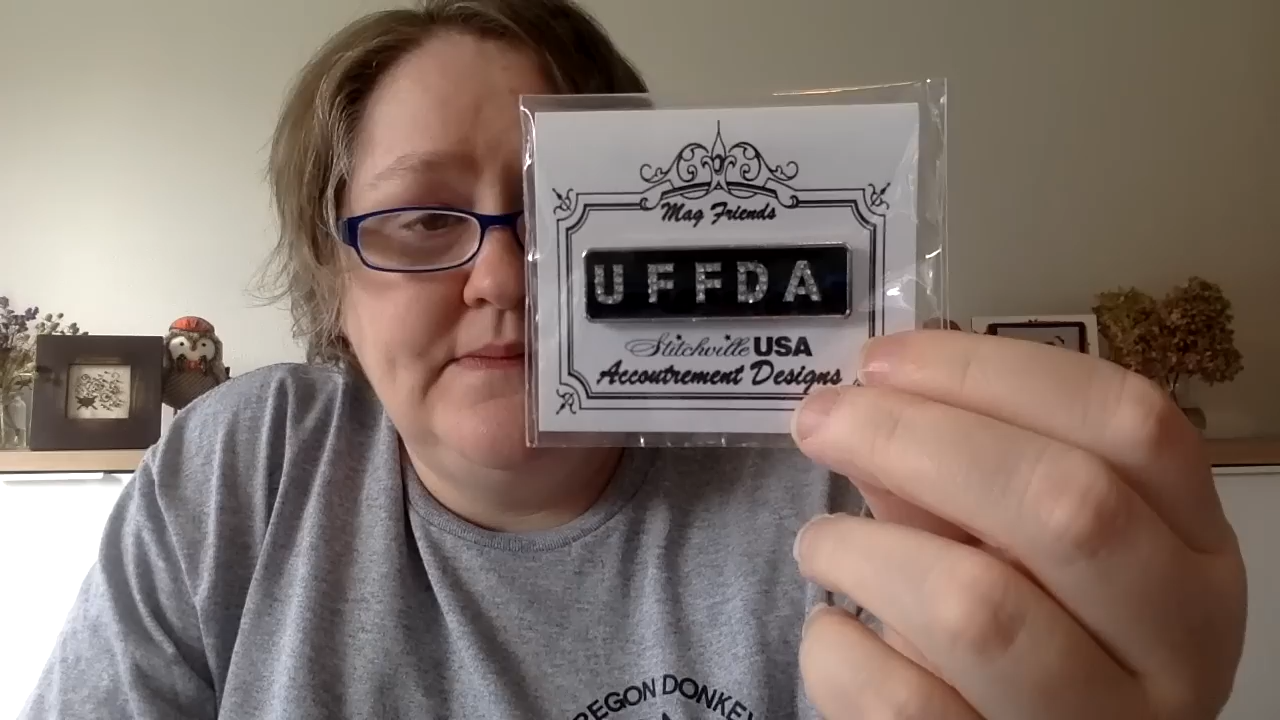 Mag Friends
UFFDA
Stitchville USA
Accoutrement Designs
REGON DONKEY